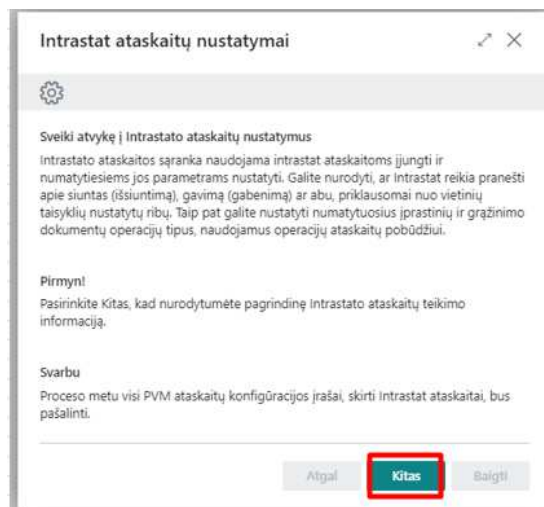 Intrastat ataskaitų nustatymai
Sveiki atvykę į Intrastato ataskaitų nustatymus
Intrastato ataskaitos sąranka naudojama intrastat ataskaitoms įjungti ir
numatytiesiems jos parametrams nustatyti. Galite nurodyti, ar Intrastat reikia pranešti
apie siuntas (išsiuntimą), gavimą (gabenimą) ar abu, priklausomai nuo vietinių
taisyklių nustatytų ribų. Taip pat galite nustatyti numatytuosius įprastinių ir grąžinimo
dokumentų operacijų tipus, naudojamus operacijų ataskaitų pobūdžiui.
Pirmyn!
Pasirinkite Kitas, kad nurodytumėte pagrindinę Intrastato ataskaitų teikimo
informaciją.
Svarbu
Proceso metu visi PVM ataskaitų konfigūracijos įrašai, skirti Intrastat ataskaitai, bus
pašalinti.
Atgal Kitas Baigti